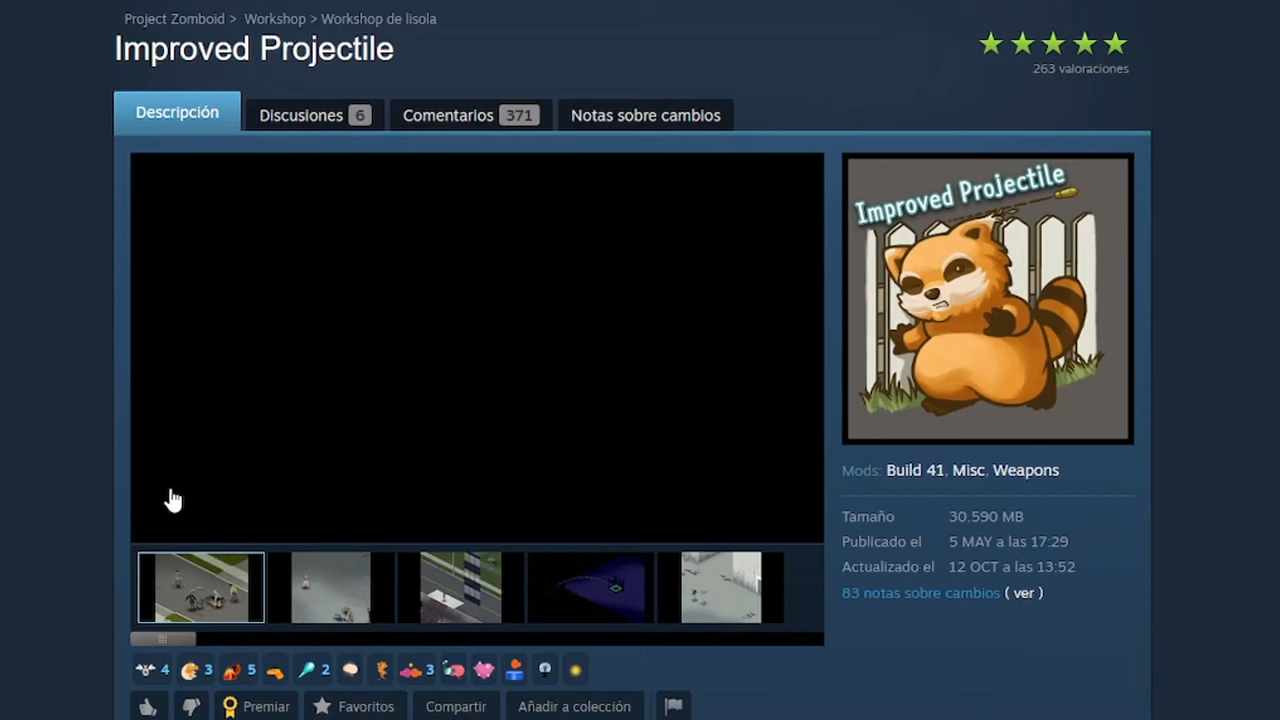 Project Zomboid > Workshop > Workshop de lisola
Improved Projectile
263 valoraciones
Descripción Discusiones 6 Comentarios 371 Notas sobre cambios
Improved Projectile
Mods: Build 41, Misc, Weapons
Tamaño 30.590 MB
Publicado el 5 MAY a las 17:29
Actualizado el 12 OCT a las 13:52
83 notas sobre cambios ( ver )
4 3 5 2 3
Premiar Favoritos Compartir Añadir a colección